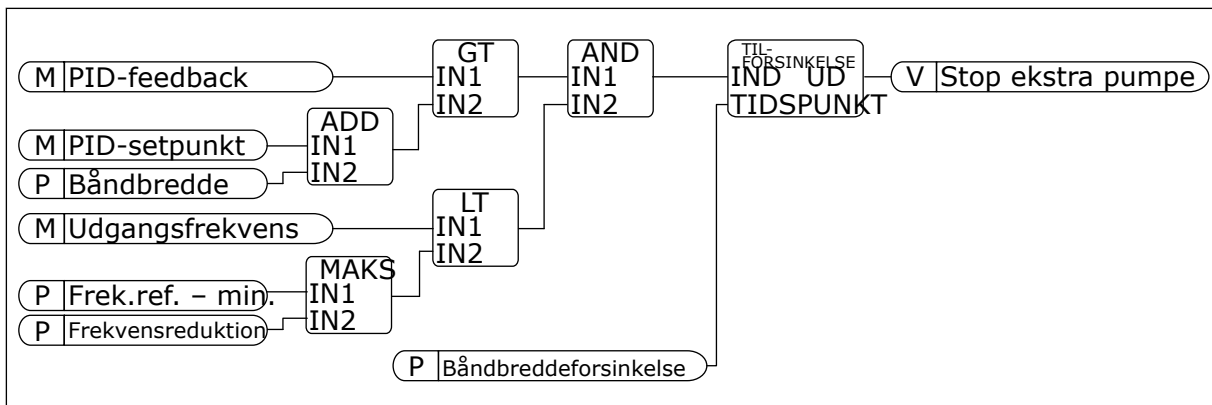 GT
AND
TIL-
FORSINKELSE
M PID-feedback
IN1
IN1
IND UD
V Stop ekstra pumpe
IN2
IN2
TIDSPUNKT
ADD
M PID-setpunkt
IN1
P Båndbredde
IN2
LT
M Udgangsfrekvens
IN1
IN2
MAKS
P Frek.ref. – min.
IN1
P Frekvensreduktion
IN2
P Båndbreddeforsinkelse